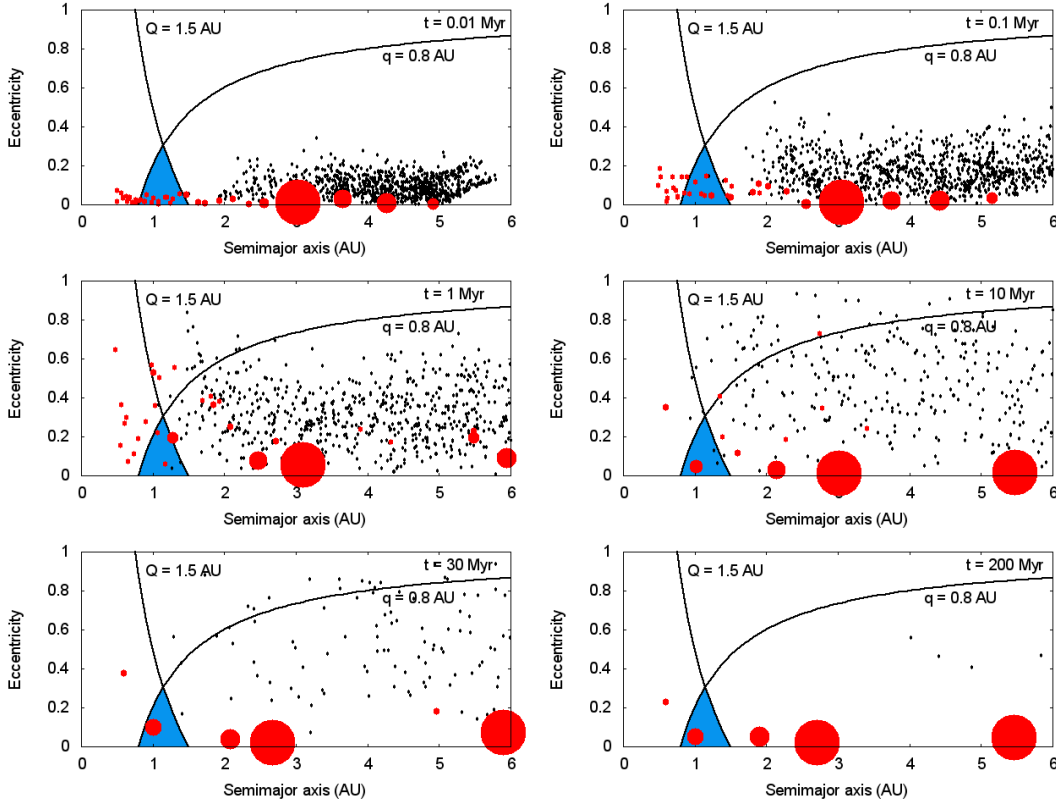 Q = 1.5 AU
t = 0.01 Myr
q = 0.8 AU
Eccentricity
1
0.8
0.6
0.4
0.2
0
0 1 2 3 4 5 6
Semimajor axis (AU)
Q = 1.5 AU
t = 0.1 Myr
q = 0.8 AU
Eccentricity
1
0.8
0.6
0.4
0.2
0
0 1 2 3 4 5 6
Semimajor axis (AU)
Q = 1.5 AU
t = 1 Myr
q = 0.8 AU
Eccentricity
1
0.8
0.6
0.4
0.2
0
0 1 2 3 4 5 6
Semimajor axis (AU)
Q = 1.5 AU
t = 10 Myr
q = 0.8 AU
Eccentricity
1
0.8
0.6
0.4
0.2
0
0 1 2 3 4 5 6
Semimajor axis (AU)
Q = 1.5 AU
t = 30 Myr
q = 0.8 AU
Eccentricity
1
0.8
0.6
0.4
0.2
0
0 1 2 3 4 5 6
Semimajor axis (AU)
Q = 1.5 AU
t = 200 Myr
q = 0.8 AU
Eccentricity
1
0.8
0.6
0.4
0.2
0
0 1 2 3 4 5 6
Semimajor axis (AU)